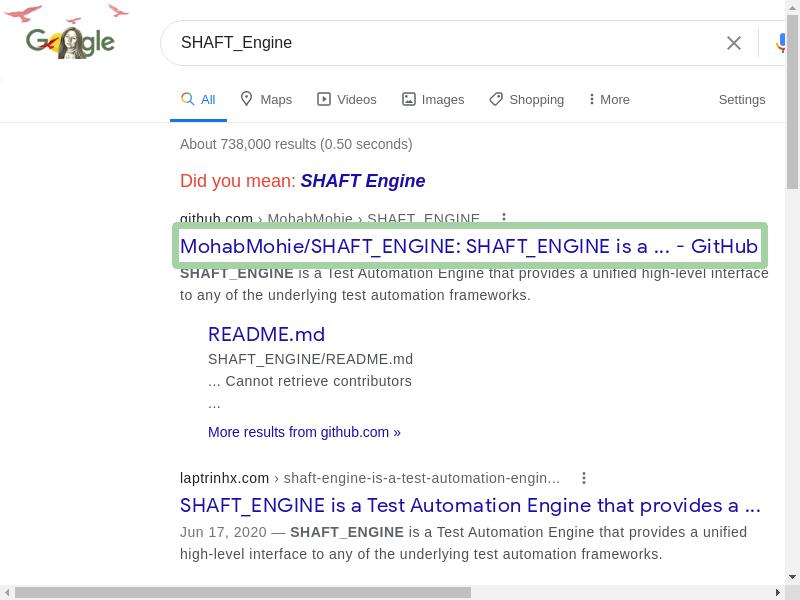 Google
SHAFT_Engine
All Maps Videos Images Shopping More Settings
About 738,000 results (0.50 seconds)
Did you mean: SHAFT Engine
github.com › MohabMohie › SHAFT_ENGINE
MohabMohie/SHAFT_ENGINE: SHAFT_ENGINE is a ... - GitHub
SHAFT_ENGINE is a Test Automation Engine that provides a unified high-level interface
to any of the underlying test automation frameworks.
README.md
SHAFT_ENGINE/README.md
... Cannot retrieve contributors
...
More results from github.com »
laptrinhx.com › shaft-engine-is-a-test-automation-engin...
SHAFT_ENGINE is a Test Automation Engine that provides a ...
Jun 17, 2020 — SHAFT_ENGINE is a Test Automation Engine that provides a unified
high-level interface to any of the underlying test automation frameworks.